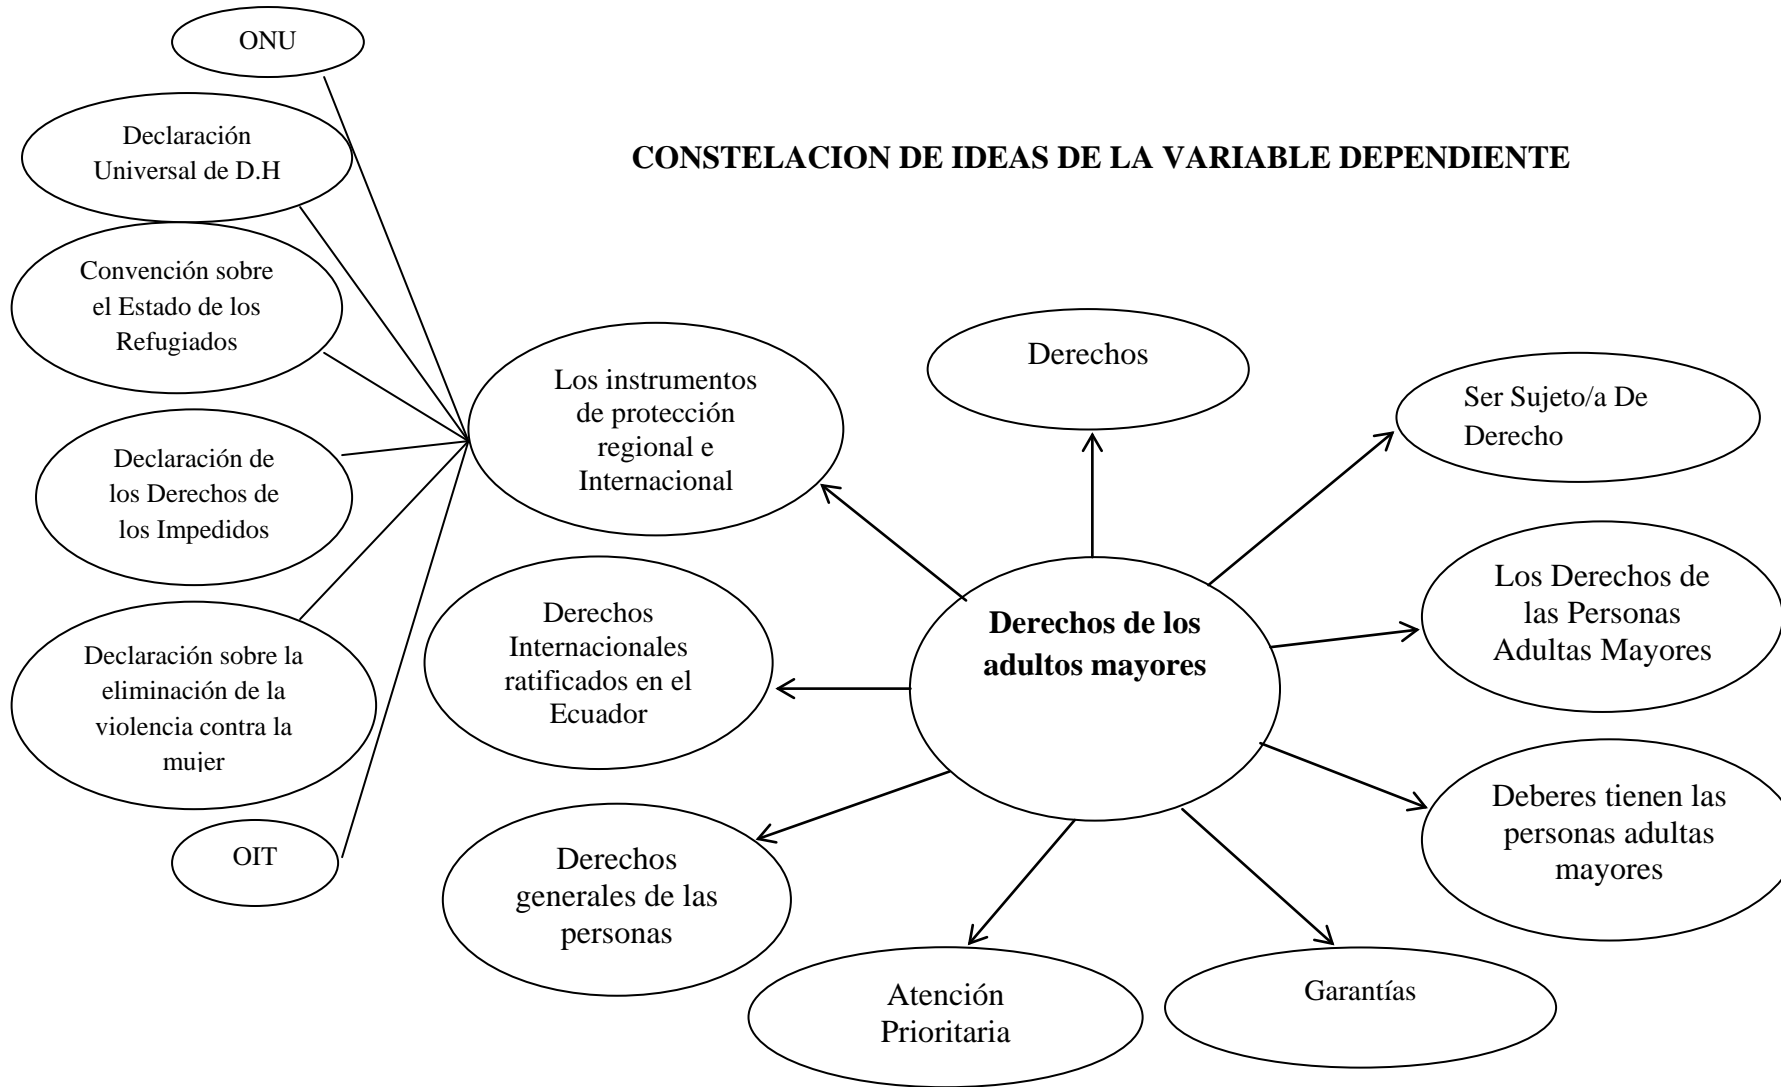 ONU
Declaración
Universal de D.H
CONSTELACION DE IDEAS DE LA VARIABLE DEPENDIENTE
Convención sobre
el Estado de los
Refugiados
Los instrumentos
de protección
regional e
Internacional
Derechos
Ser Sujeto/a De
Derecho
Declaración de
los Derechos de
los Impedidos
Derechos
Internacionales
ratificados en el
Ecuador
Derechos de los
adultos mayores
Los Derechos de
las Personas
Adultas Mayores
Declaración sobre la
eliminación de la
violencia contra la
mujer
Deberes tienen las
personas adultas
mayores
OIT
Derechos
generales de las
personas
Atención
Prioritaria
Garantías